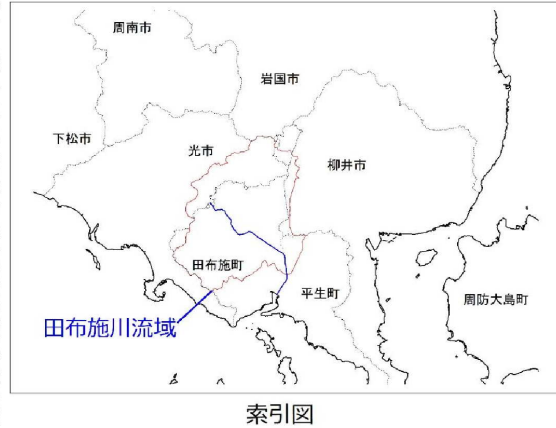 周南市
岩国市
下松市
光市
柳井市
田布施町
平生町
周防大島町
田布施川流域
索引図